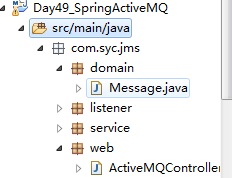 Day49_SpringActiveMQ
src/main/java
com.syc.jms
domain
Message.java
listener
service
web
ActiveMQController